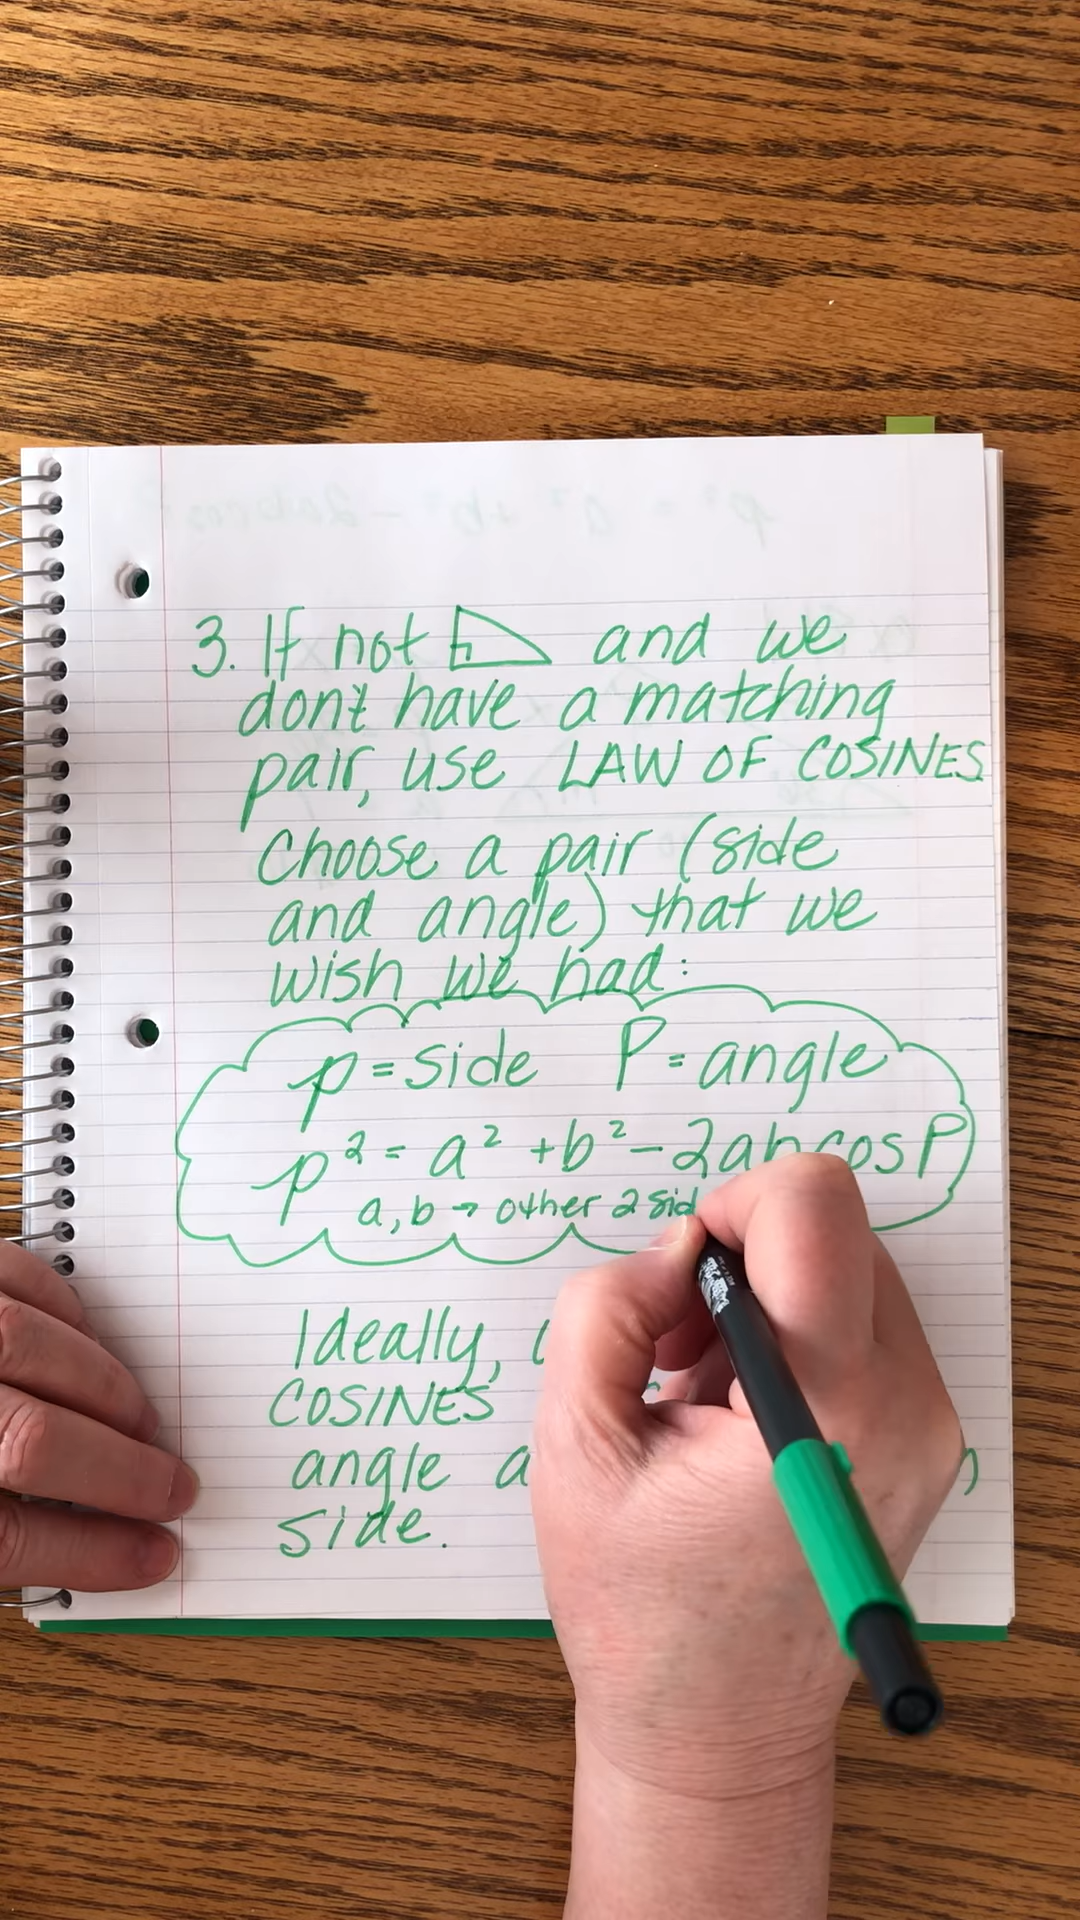 3. If not and we
don't have a matching
pair, use LAW OF COSINES
Choose a pair (side
and angle) that we
wish we had:
p = side P = angle
p² = a² + b² - 2ab cos P
a, b → other 2 sid
Ideally,
COSINES
angle
side.